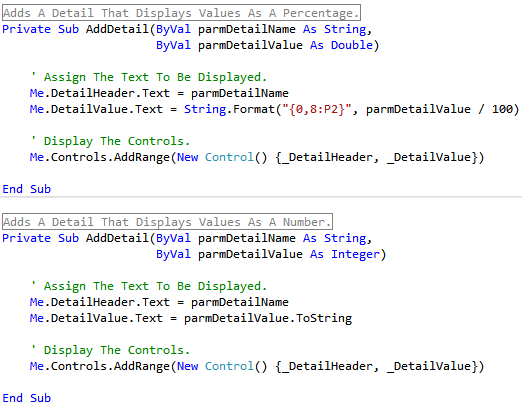 Adds A Detail That Displays Values As A Percentage.
Private Sub AddDetail(ByVal parmDetailName As String,
                      ByVal parmDetailValue As Double)
    ' Assign The Text To Be Displayed.
    Me.DetailHeader.Text = parmDetailName
    Me.DetailValue.Text = String.Format("{0,8:P2}", parmDetailValue / 100)
    ' Display The Controls.
    Me.Controls.AddRange(New Control() {_DetailHeader, _DetailValue})
End Sub
Adds A Detail That Displays Values As A Number.
Private Sub AddDetail(ByVal parmDetailName As String,
                      ByVal parmDetailValue As Integer)
    ' Assign The Text To Be Displayed.
    Me.DetailHeader.Text = parmDetailName
    Me.DetailValue.Text = parmDetailValue.ToString
    ' Display The Controls.
    Me.Controls.AddRange(New Control() {_DetailHeader, _DetailValue})
End Sub